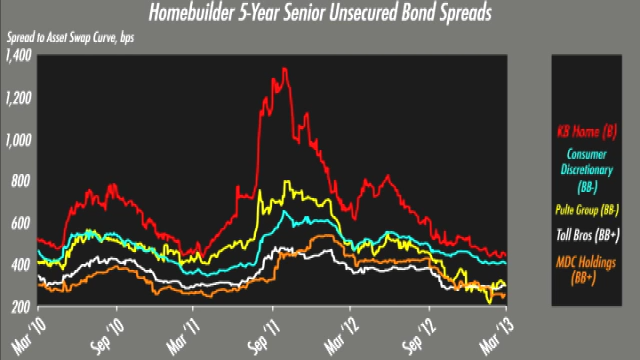 Homebuilder 5-Year Senior Unsecured Bond Spreads
Spread to Asset Swap Curve, bps
1,400
1,200
1,000
800
600
400
200
Mar '10
Sep '10
Mar '11
Sep '11
Mar '12
Sep '12
Mar '13
KB Home (B)
Consumer
Discretionary
(BB-)
Pulte Group (BB-)
Toll Bros (BB+)
MDC Holdings
(BB+)